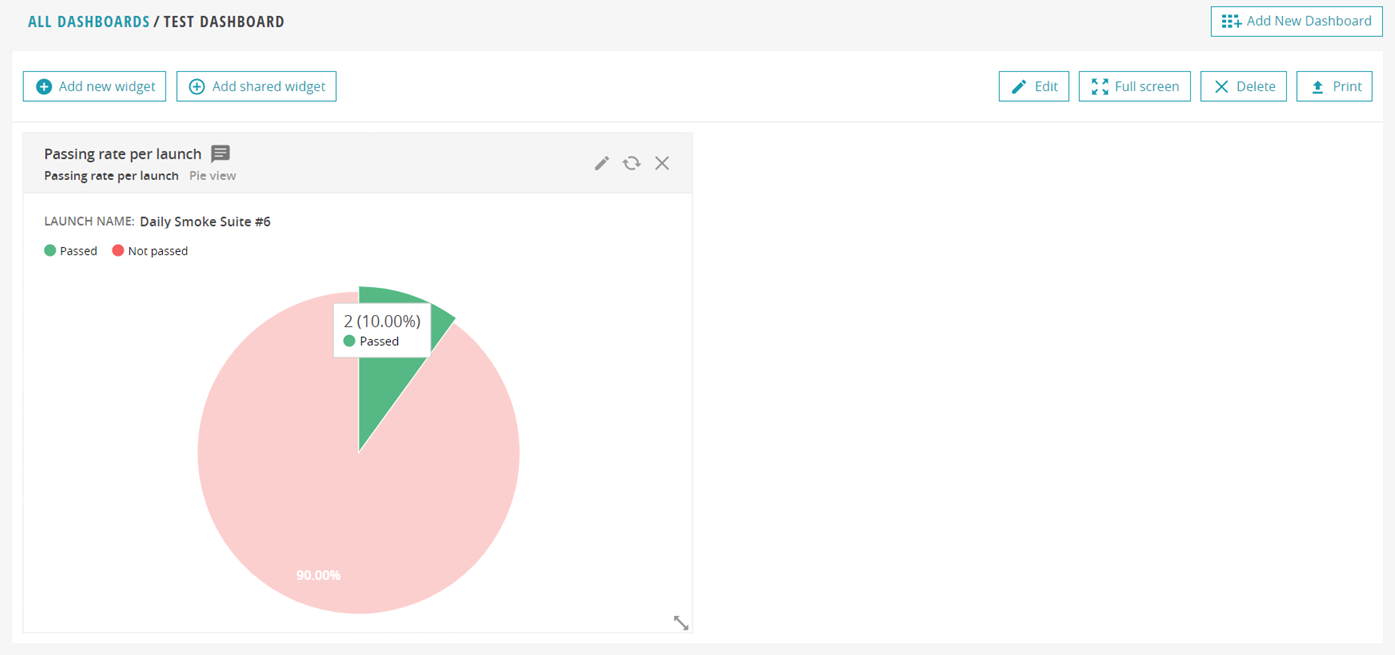 ALL DASHBOARDS / TEST DASHBOARD
Add New Dashboard
Add new widget
Add shared widget
Edit
Full screen
Delete
Print
Passing rate per launch
Passing rate per launch Pie view
LAUNCH NAME: Daily Smoke Suite #6
Passed
Not passed
2 (10.00%)
Passed
90.00%